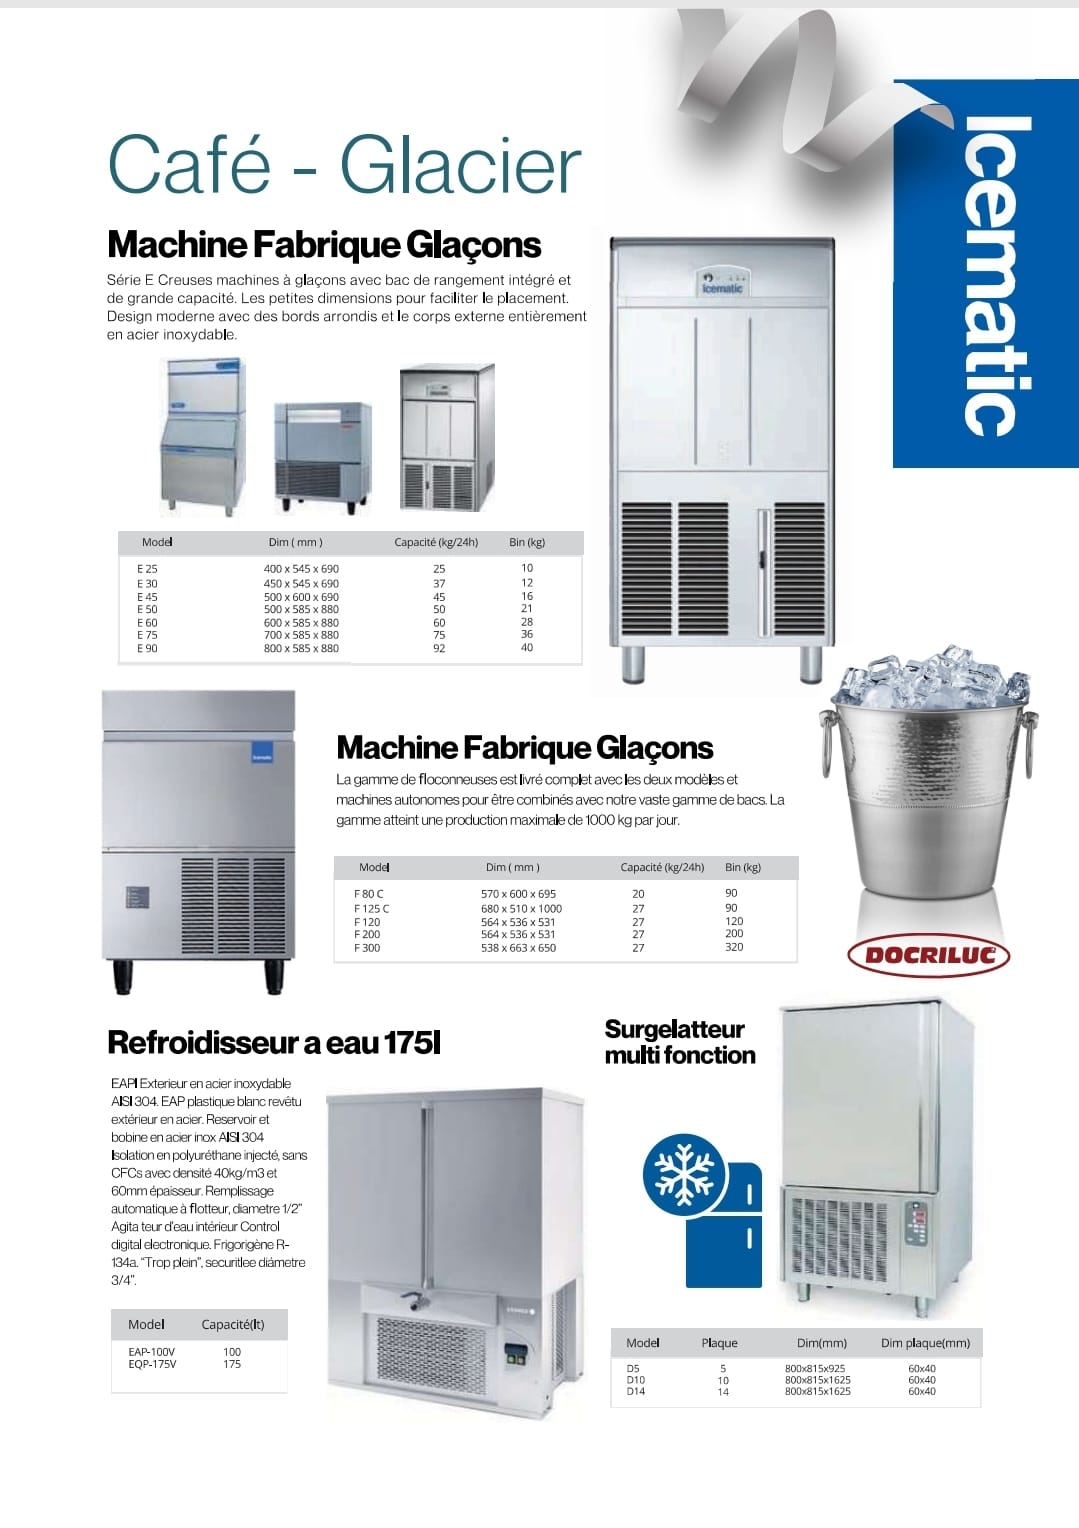 Café - Glacier
Icematic
Machine Fabrique Glaçons
Série E Creuses machines à glaçons avec bac de rangement intégré et
de grande capacité. Les petites dimensions pour faciliter le placement.
Design moderne avec des bords arrondis et le corps externe entièrement
en acier inoxydable.
Icematic
Model Dim ( mm ) Capacité (kg/24h) Bin (kg)
E 25 400 x 545 x 690 25 10
E 30 450 x 545 x 690 37 12
E 45 500 x 600 x 690 45 16
E 50 500 x 585 x 880 50 21
E 60 600 x 585 x 880 60 28
E 75 700 x 585 x 880 75 36
E 90 800 x 585 x 880 92 40
Icematic
Machine Fabrique Glaçons
La gamme de floconneuses est livré complet avec les deux modèles et
machines autonomes pour être combinés avec notre vaste gamme de bacs. La
gamme atteint une production maximale de 1000 kg par jour.
Model Dim ( mm ) Capacité (kg/24h) Bin (kg)
F 80 C 570 x 600 x 695 20 90
F 125 C 680 x 510 x 1000 27 90
F 120 564 x 536 x 531 27 120
F 200 564 x 536 x 531 27 200
F 300 538 x 663 x 650 27 320
DOCRILUC
Refroidisseur a eau 175l
EAPI Exterieur en acier inoxydable
AISI 304. EAP plastique blanc revêtu
extérieur en acier. Reservoir et
bobine en acier inox AISI 304
Isolation en polyuréthane injecté, sans
CFCs avec densité 40kg/m3 et
60mm épaisseur. Remplissage
automatique à flotteur, diametre 1/2”
Agita teur d'eau intérieur Control
digital electronique. Frigorigène R-
134a. “Trop plein”, securitlee diámetre
3/4”.
Model Capacité(lt)
EAP-100V 100
EQP-175V 175
Surgelatteur
multi fonction
Model Plaque Dim(mm) Dim plaque(mm)
D5 5 800x815x925 60x40
D10 10 800x815x1625 60x40
D14 14 800x815x1625 60x40